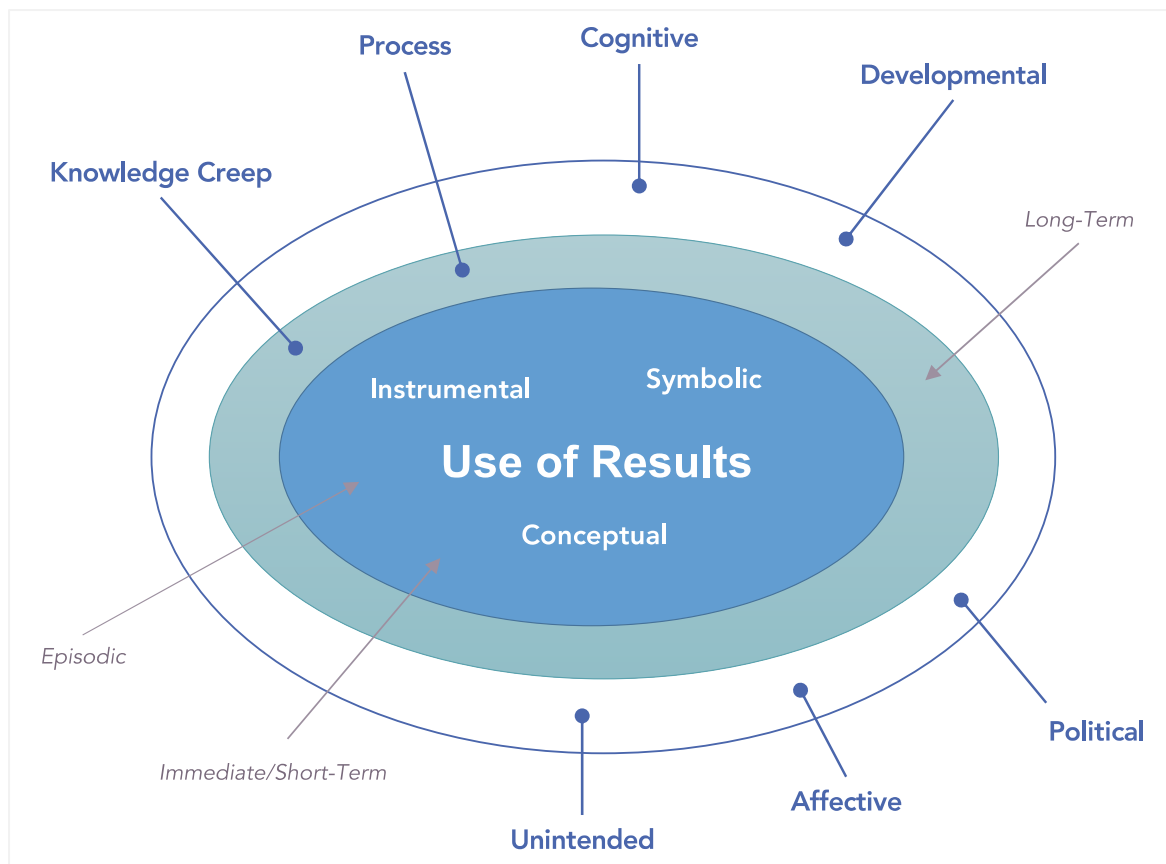 Cognitive
Process
Developmental
Knowledge Creep
Long-Term
Instrumental
Symbolic
Use of Results
Conceptual
Episodic
Political
Immediate/Short-Term
Affective
Unintended